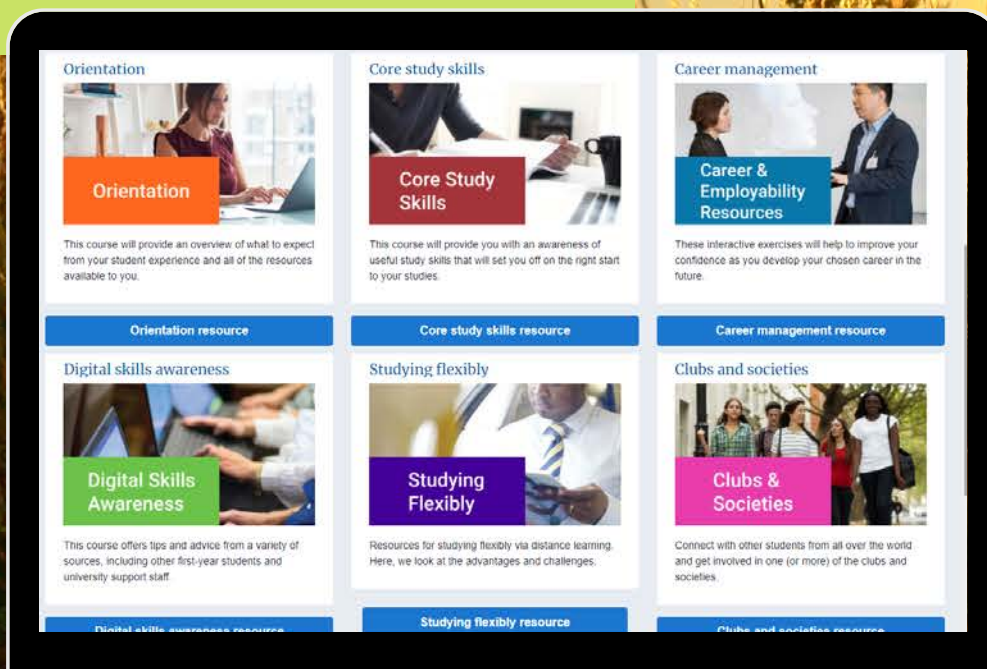 Orientation
Orientation
This course will provide an overview of what to expect
from your student experience and all of the resources
available to you.
Orientation resource
Core study skills
Core Study
Skills
This course will provide you with an awareness of
useful study skills that will set you off on the right start
to your studies.
Core study skills resource
Career management
Career &
Employability
Resources
These interactive exercises will help to improve your
confidence as you develop your chosen career in the
future.
Career management resource
Digital skills awareness
Digital Skills
Awareness
This course offers tips and advice from a variety of
sources, including other first-year students and
university support staff.
Digital skills awareness resource
Studying flexibly
Studying
Flexibly
Resources for studying flexibly via distance learning.
Here, we look at the advantages and challenges.
Studying flexibly resource
Clubs and societies
Clubs &
Societies
Connect with other students from all over the world
and get involved in one (or more) of the clubs and
societies.
Clubs and societies resource